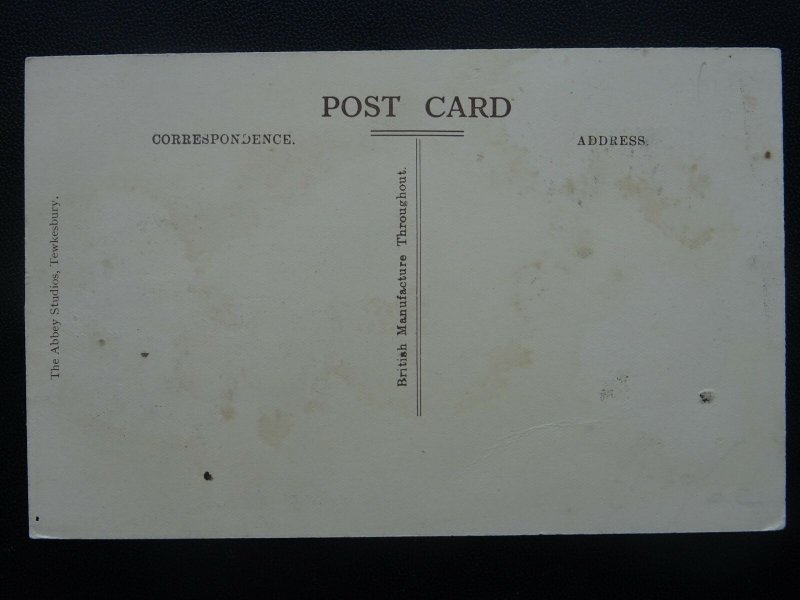 POST CARD
CORRESPONDENCE.
ADDRESS.
The Abbey Studios, Tewkesbury.
British Manufacture Throughout.